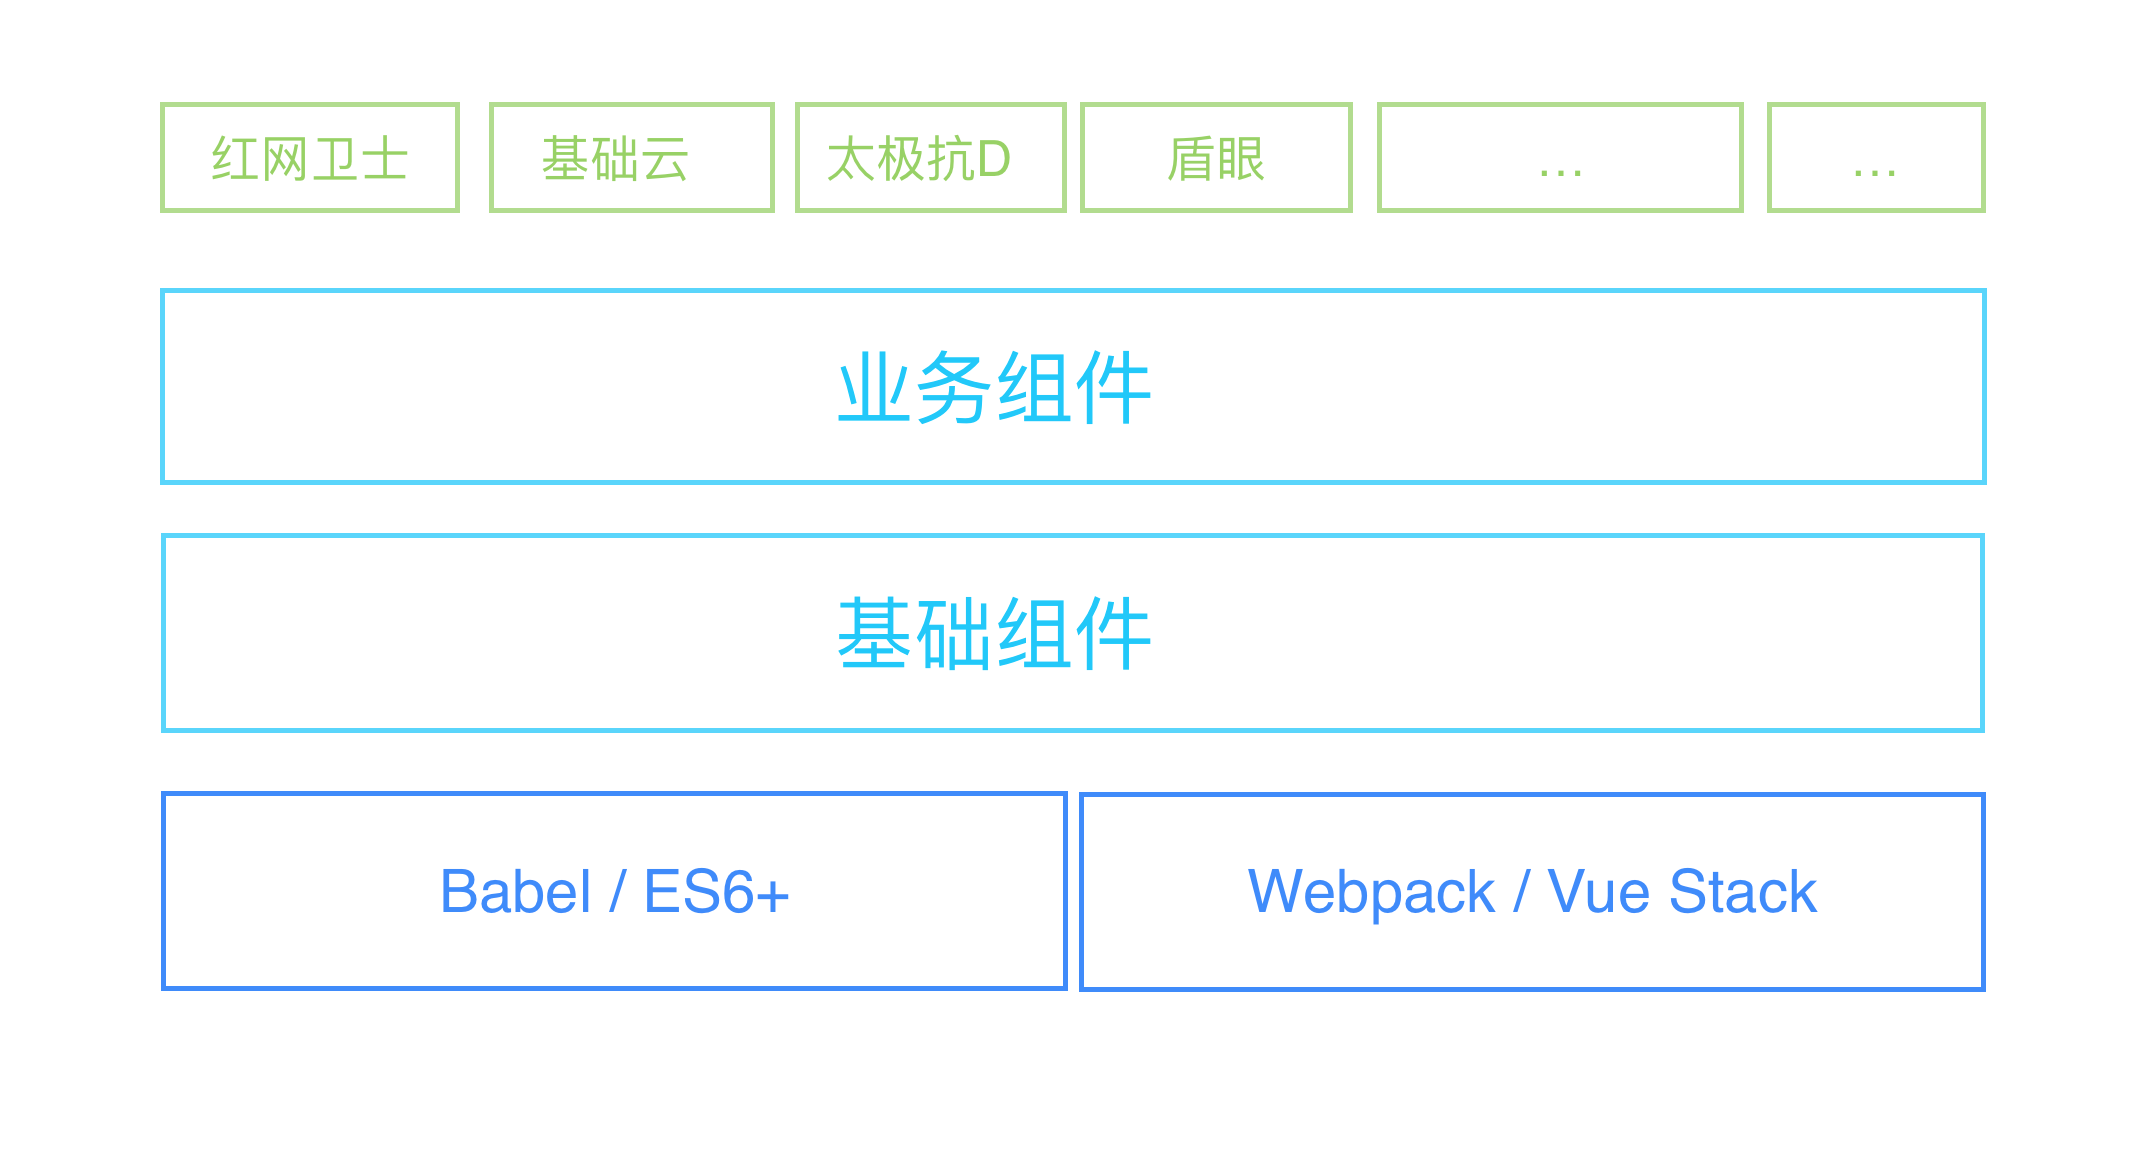 红网卫士
基础云
太极抗D
盾眼
...
...
业务组件
基础组件
Babel / ES6+
Webpack / Vue Stack